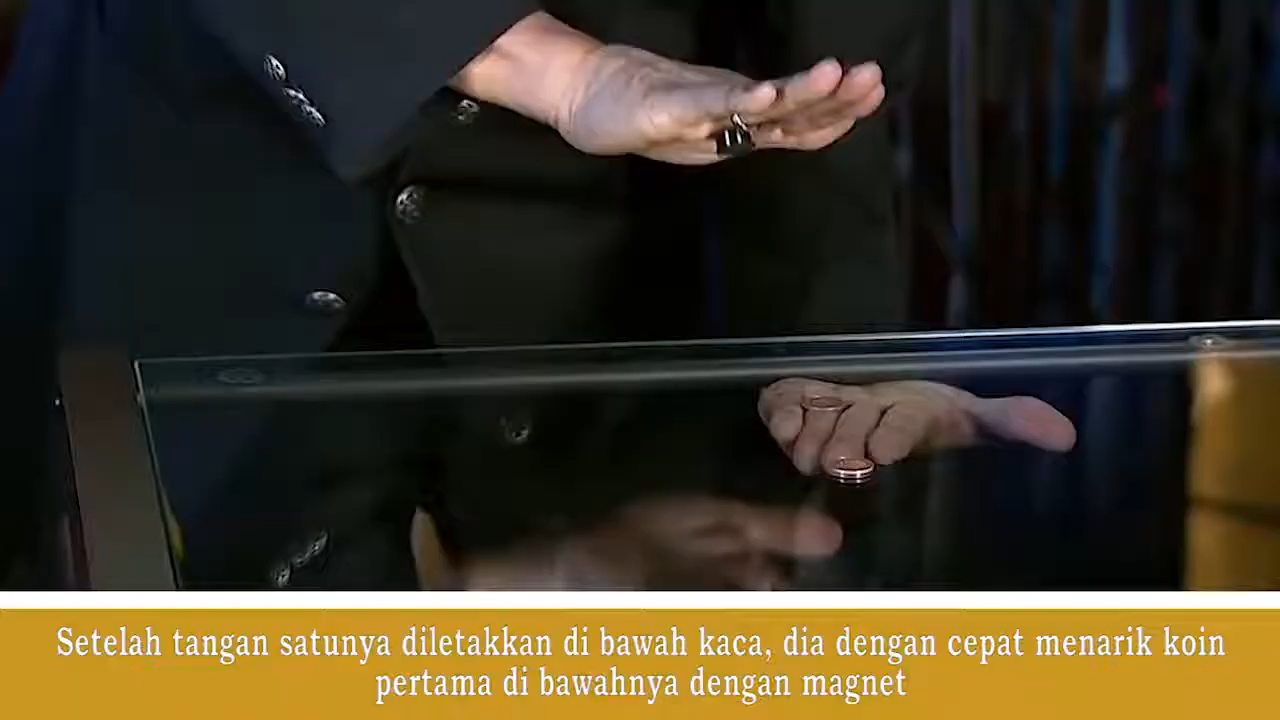 Setelah tangan satunya diletakkan di bawah kaca, dia dengan cepat menarik koin
pertama di bawahnya dengan magnet